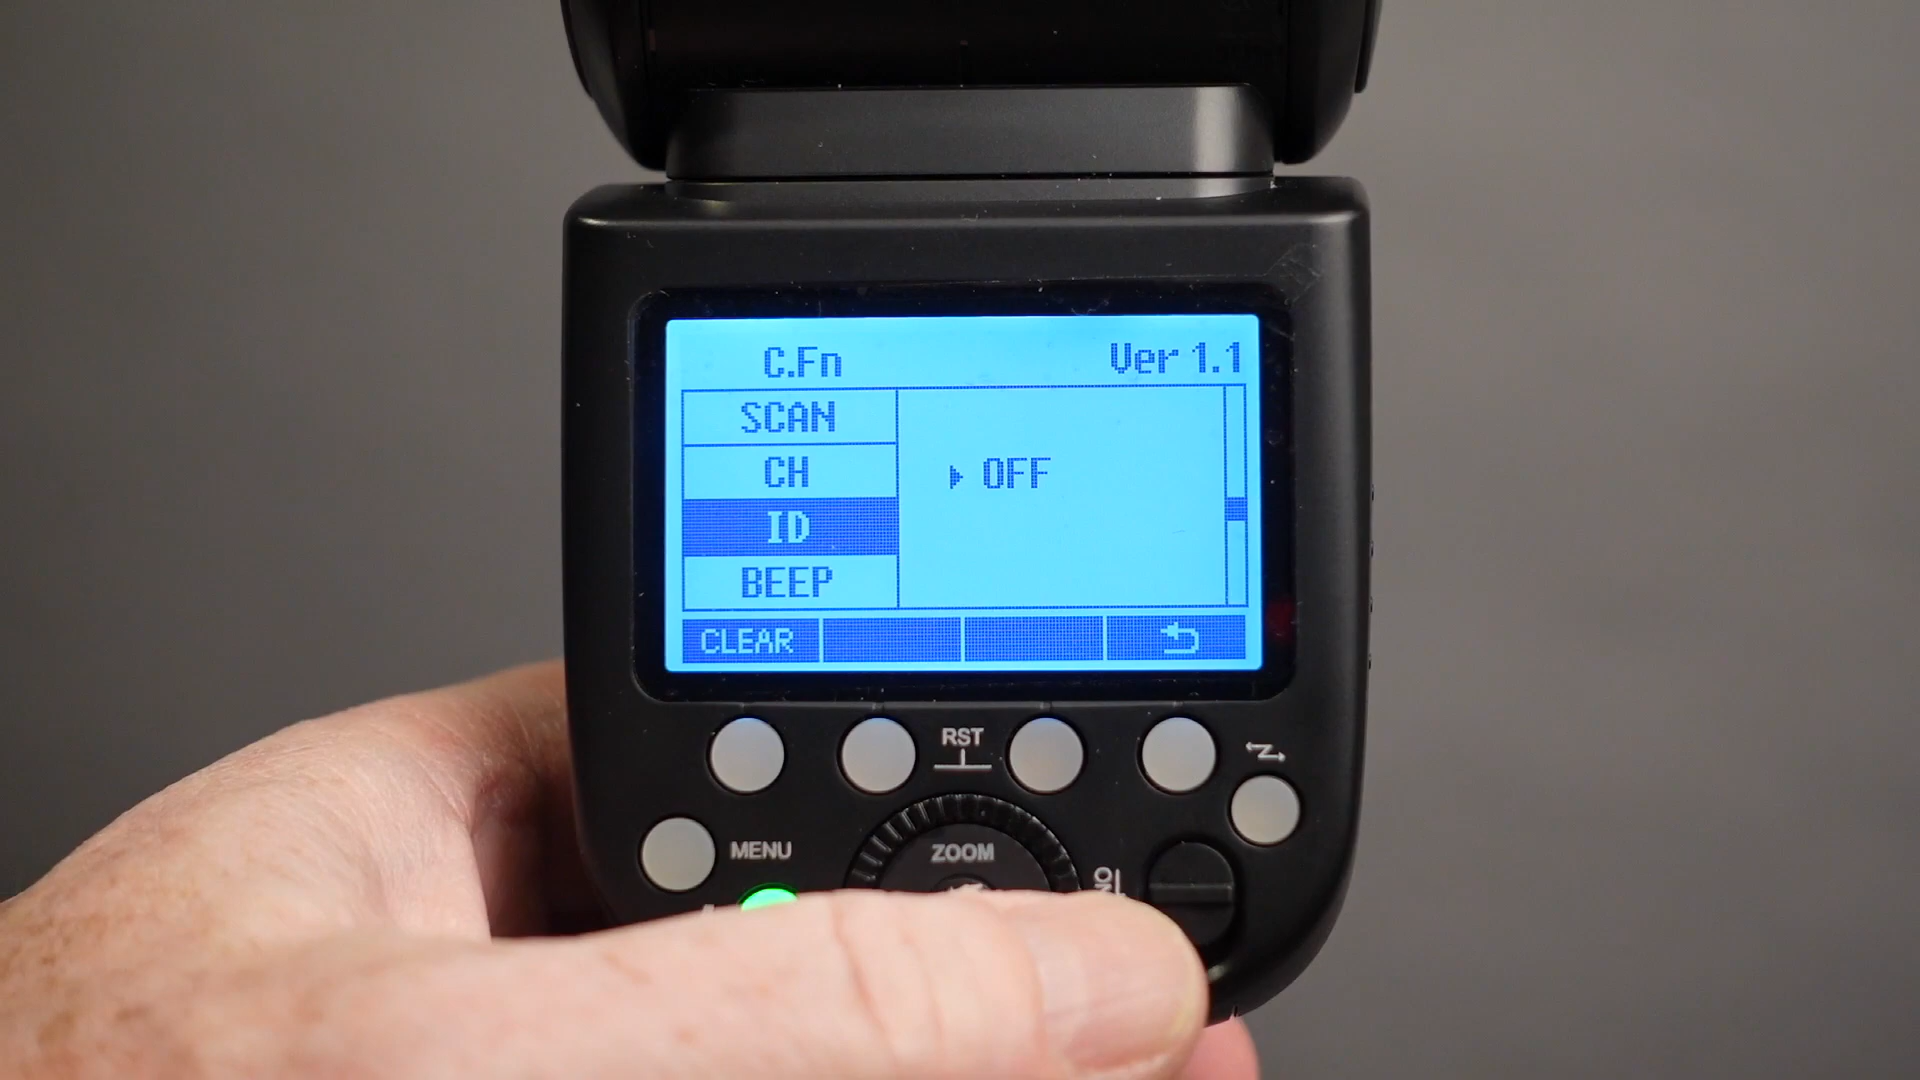 C.Fn Ver 1.1
SCAN
CH
▸ OFF
ID
BEEP
CLEAR
RST
MENU
ZOOM